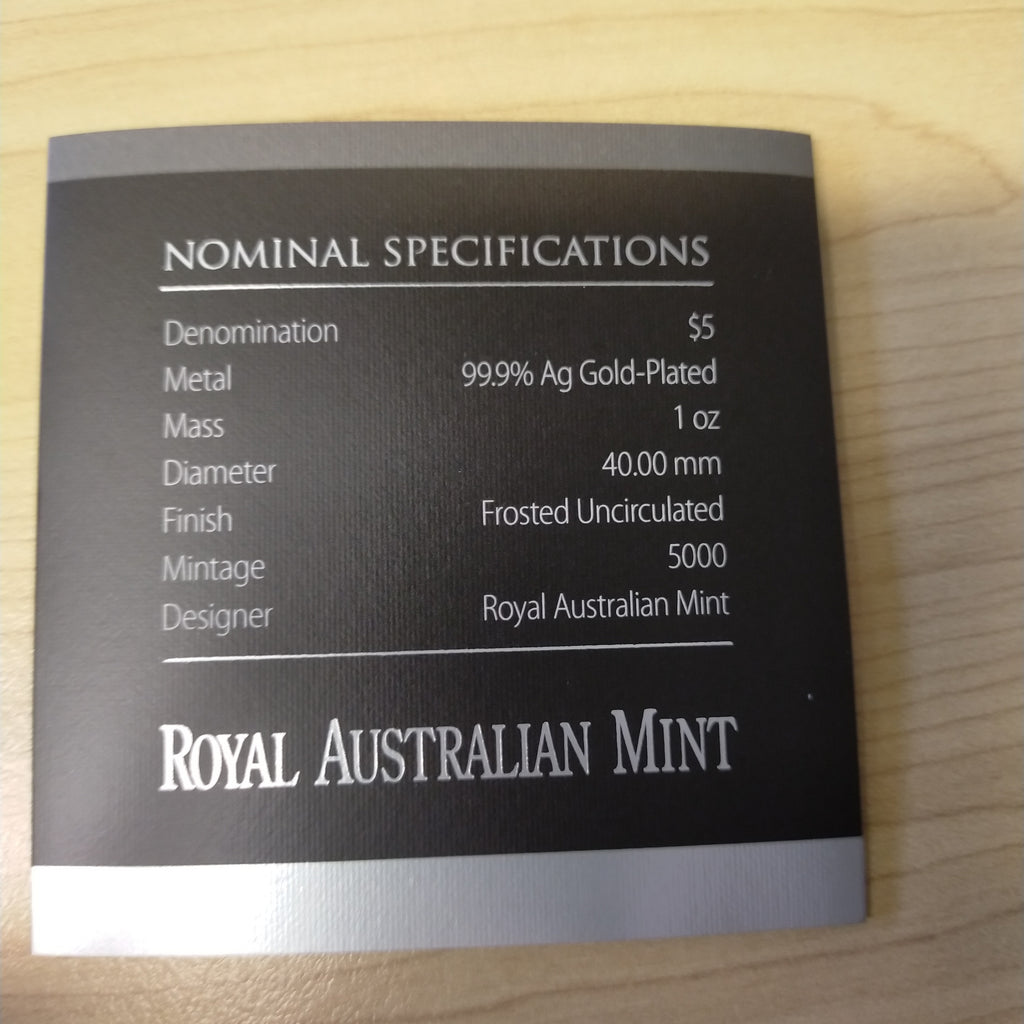 NOMINAL SPECIFICATIONS
Denomination $5
Metal 99.9% Ag Gold-Plated
Mass 1 oz
Diameter 40.00 mm
Finish Frosted Uncirculated
Mintage 5000
Designer Royal Australian Mint
ROYAL AUSTRALIAN MINT